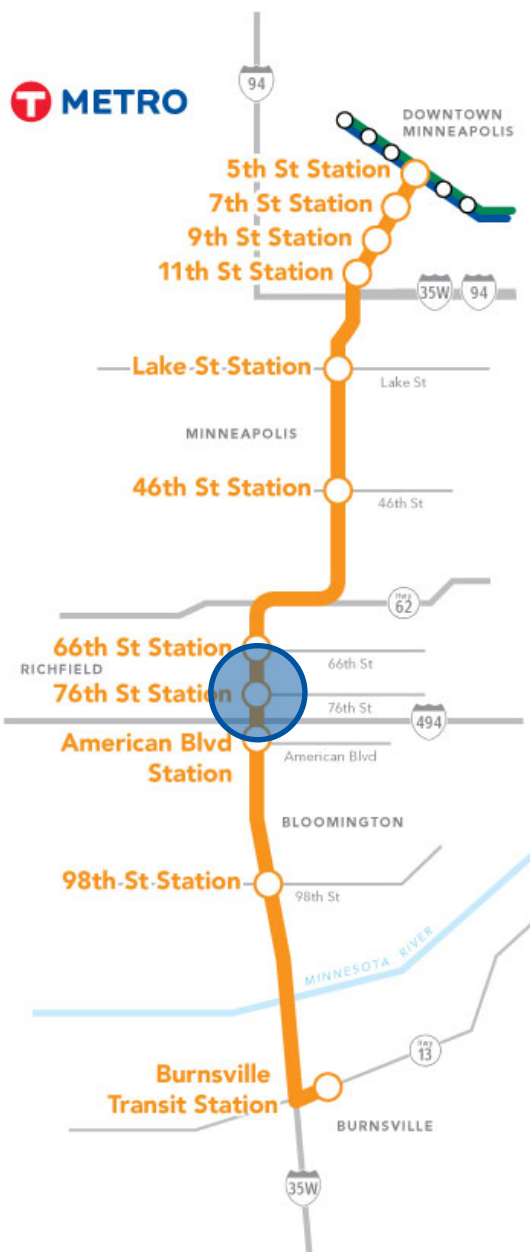 94
T METRO
DOWNTOWN
MINNEAPOLIS
5th St Station
7th St Station
9th St Station
11th St Station
35W
94
Lake St Station
Lake St
MINNEAPOLIS
46th St Station
46th St
Hwy
62
66th St Station
66th St
RICHFIELD
76th St Station
76th St
494
American Blvd
Station
American Blvd
BLOOMINGTON
98th St Station
98th St
MINNESOTA RIVER
Hwy
13
Burnsville
Transit Station
BURNSVILLE
35W